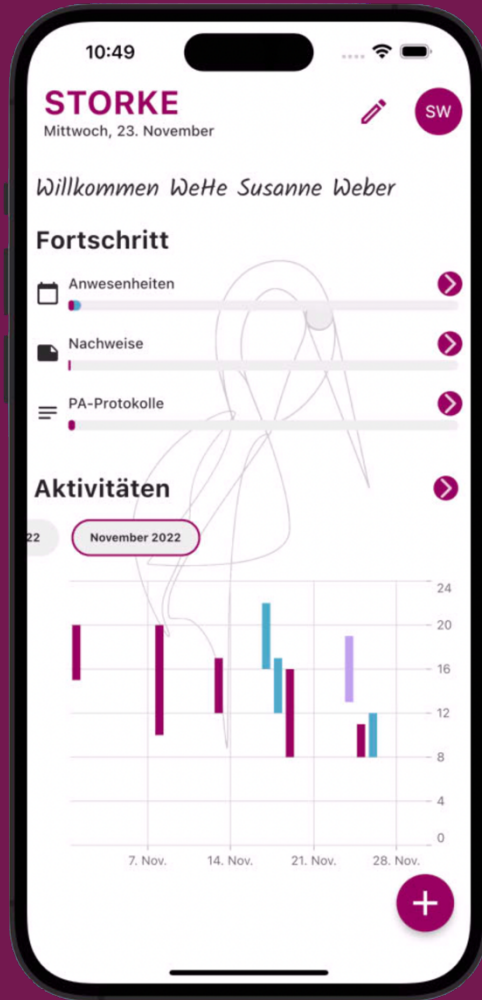 10:49
STORKE
Mittwoch, 23. November
SW
Willkommen WeHe Susanne Weber
Fortschritt
Anwesenheiten
Nachweise
PA-Protokolle
Aktivitäten
22
November 2022
24
20
16
12
8
4
0
7. Nov.
14. Nov.
21. Nov.
28. Nov.